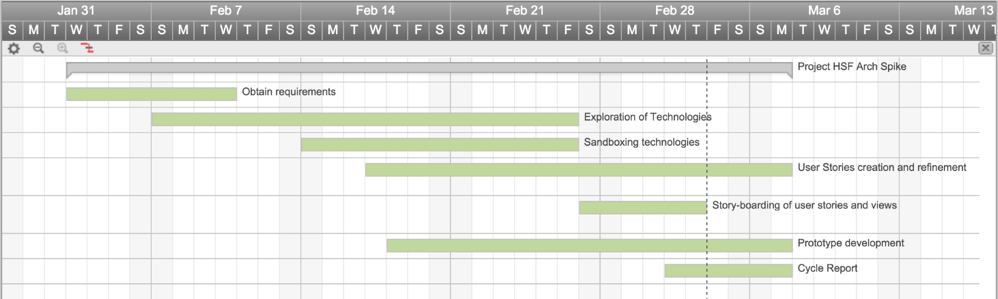 Jan 31 Feb 7 Feb 14 Feb 21 Feb 28 Mar 6 Mar 13
S M T W T F S S M T W T F S S M T W T F S S M T W T F S S M T W T F S S M T W T F S S M T W T
Project HSF Arch Spike
Obtain requirements
Exploration of Technologies
Sandboxing technologies
User Stories creation and refinement
Story-boarding of user stories and views
Prototype development
Cycle Report